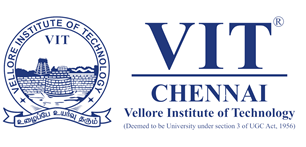 VELLORE INSTITUTE OF TECHNOLOGY
VIT
உழைப்பே உயர்வு தரும்
VIT®
CHENNAI
Vellore Institute of Technology
(Deemed to be University under section 3 of UGC Act, 1956)